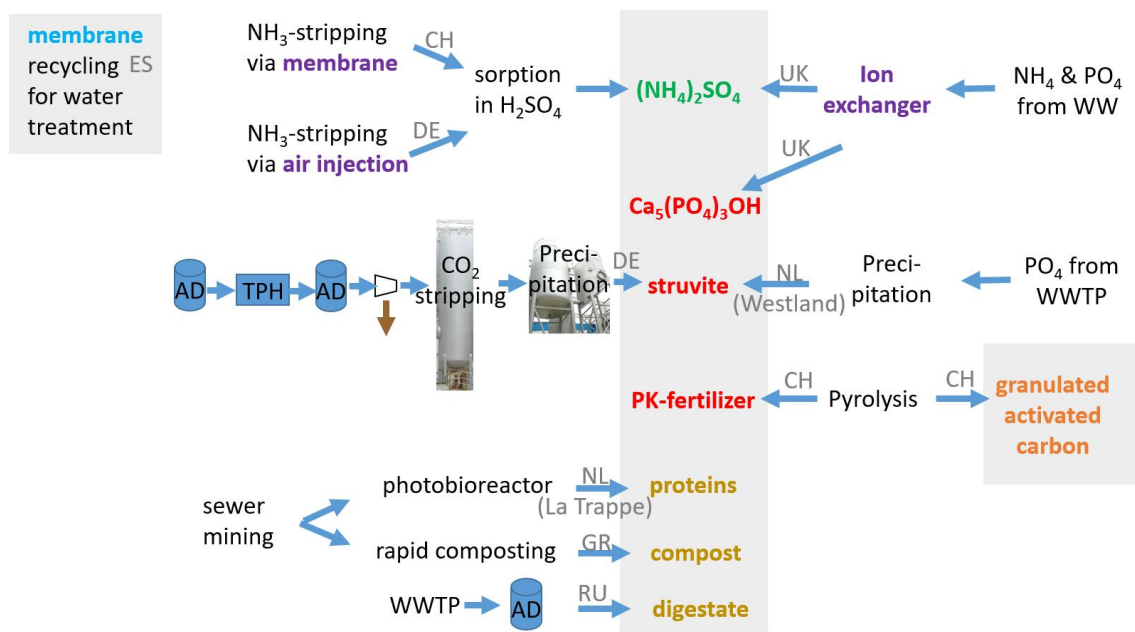 membrane
recycling ES
for water
treatment
NH₃-stripping
via membrane
CH
NH₃-stripping
via air injection
DE
sorption
in H₂SO₄
(NH₄)₂SO₄
UK
Ion
exchanger
NH₄ & PO₄
from WW
UK
Ca₅(PO₄)₃OH
AD
TPH
AD
CO₂
stripping
Preci-
pitation
DE
struvite
NL
(Westland)
Preci-
pitation
PO₄ from
WWTP
PK-fertilizer
CH
Pyrolysis
CH
granulated
activated
carbon
sewer
mining
photobioreactor
NL
(La Trappe)
proteins
rapid composting
GR
compost
WWTP
AD
RU
digestate